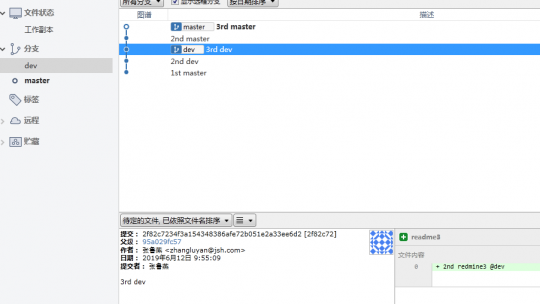 所有分支 显示远程分支 按日期排序
文件状态
工作副本
分支
dev
master
标签
远程
贮藏
图谱 描述
master 3rd master
2nd master
dev 3rd dev
2nd dev
1st master
待定的文件, 已依照文件名排序
提交： 2f82c7234f3a154348386afe72b051e2a33ee6d2 [2f82c72]
父级： 95a029fc57
作者： 张鲁燕 <zhangluyan@jsh.com>
日期： 2019年6月12日 9:55:09
提交者： 张鲁燕
3rd dev
readme3
文件内容
0 + 2nd redmine3 @dev